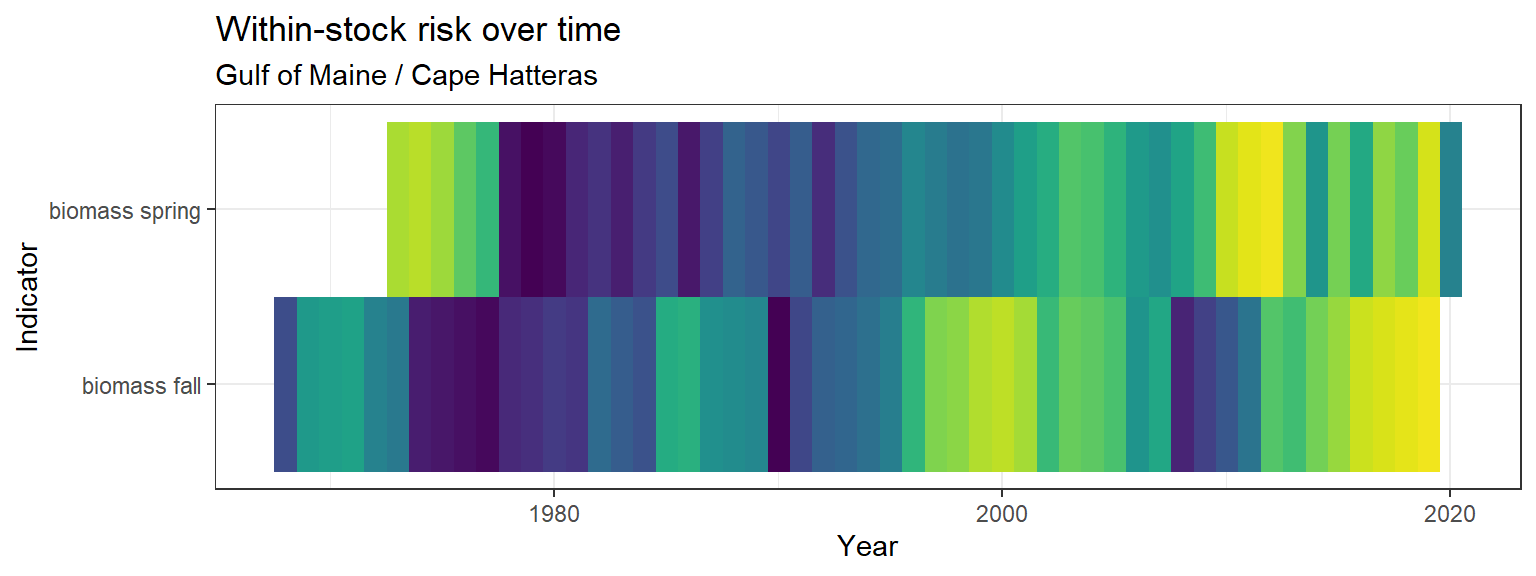 Within-stock risk over time
Gulf of Maine / Cape Hatteras
Indicator
biomass spring
biomass fall
1980
2000
2020
Year